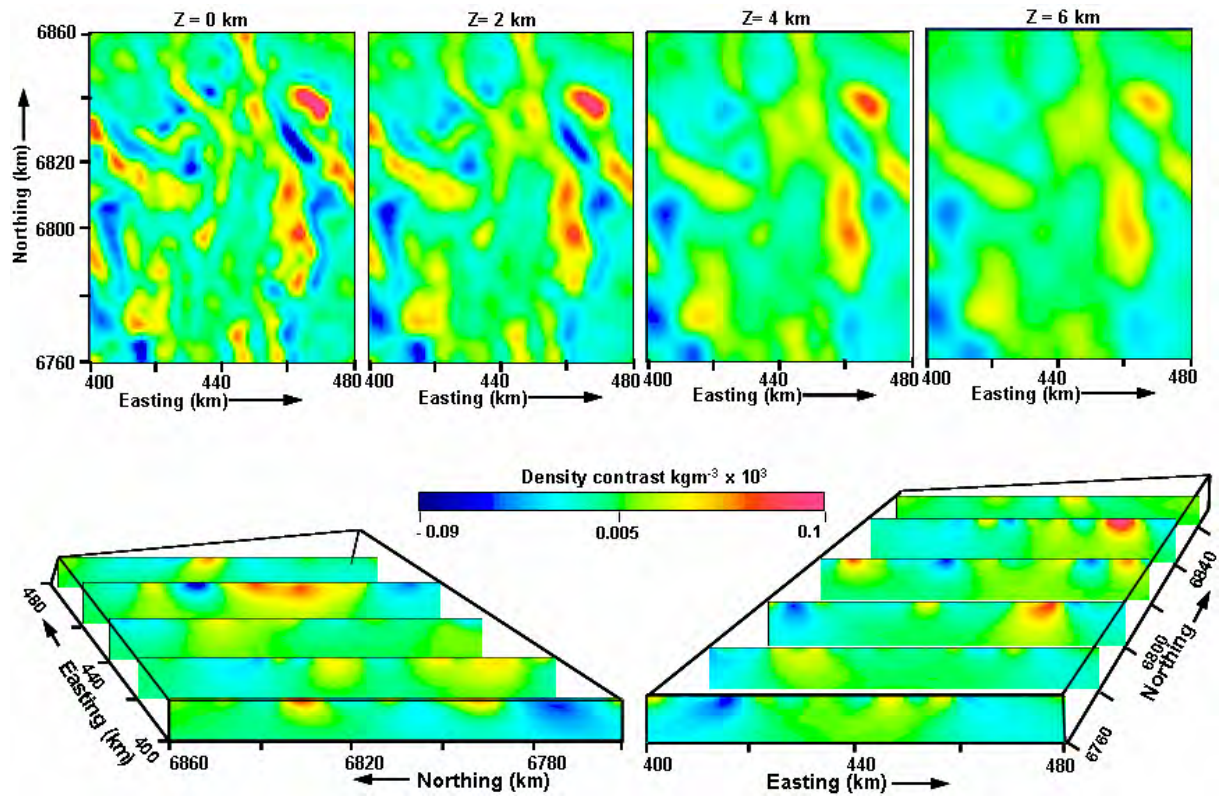 Z = 0 km
Z= 2 km
Z= 4 km
Z= 6 km
6860
6840
6820
6800
6760
Northing (km)
400 440 480
400 440 480
400 440 480
400 440 480
Easting (km)
Easting (km)
Easting (km)
Easting (km)
Density contrast kgm⁻³ x 10³
- 0.09 0.005 0.1
480
440
400
Easting (km)
6860 6820 6780
Northing (km)
400 440 480
Easting (km)
6760
6800
6840
Northing (km)